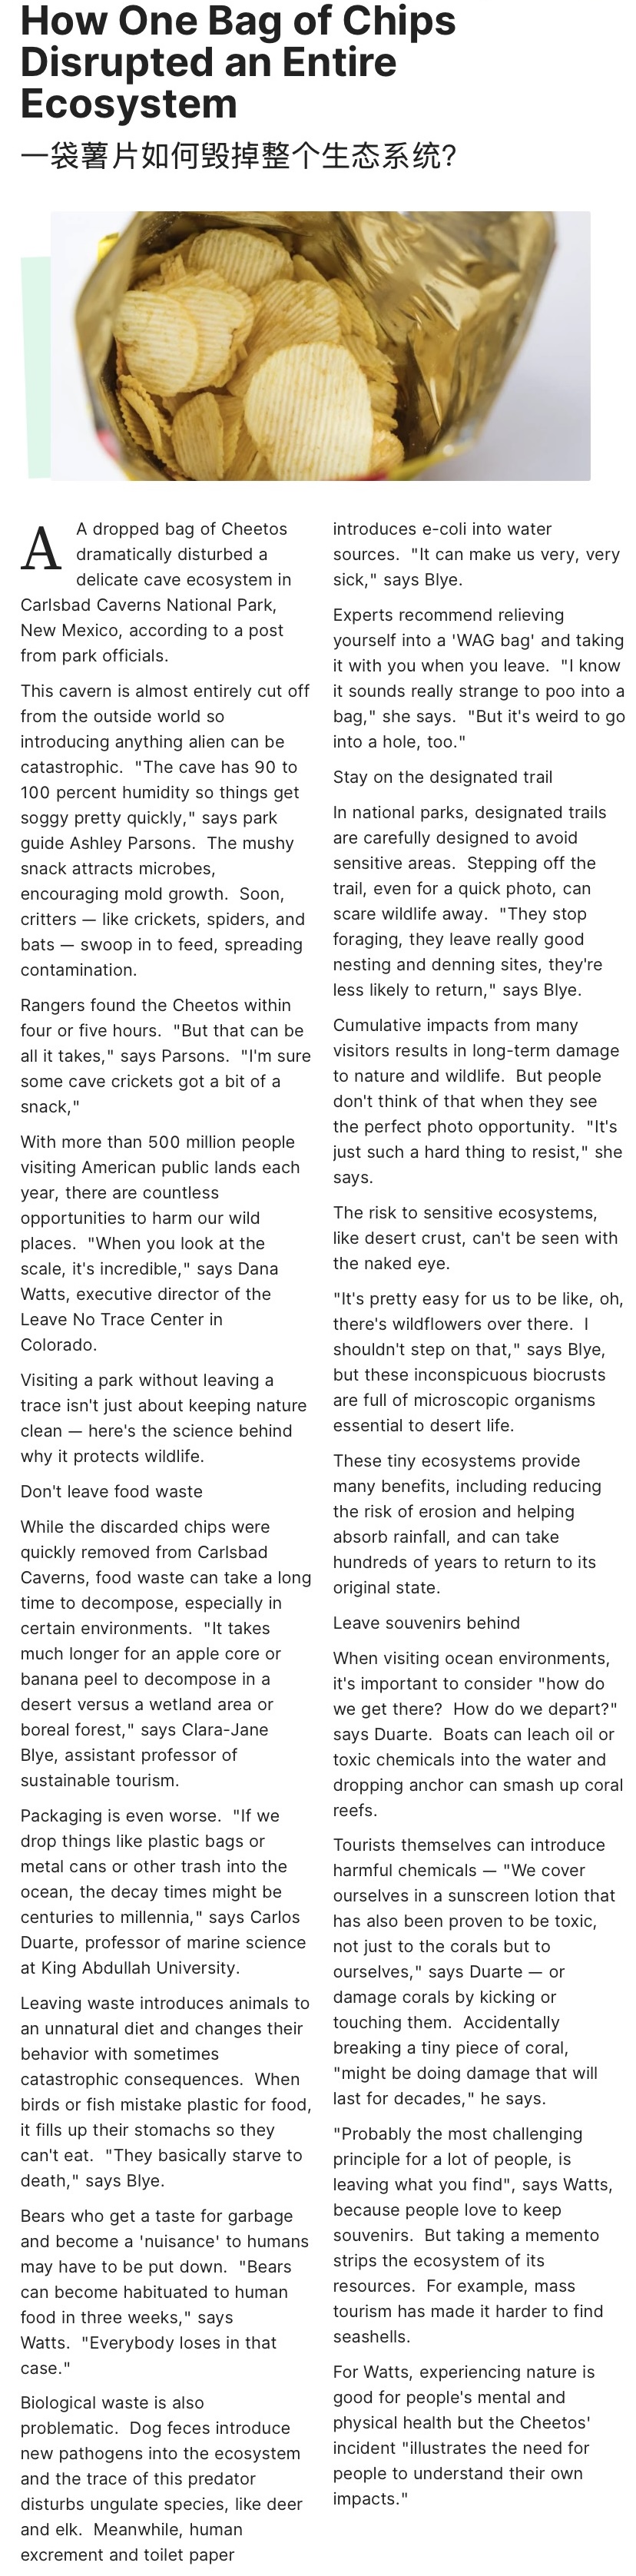 How One Bag of Chips
Disrupted an Entire
Ecosystem
一袋薯片如何毁掉整个生态系统?
A
A dropped bag of Cheetos
dramatically disturbed a
delicate cave ecosystem in
Carlsbad Caverns National Park,
New Mexico, according to a post
from park officials.
This cavern is almost entirely cut off
from the outside world so
introducing anything alien can be
catastrophic.  "The cave has 90 to
100 percent humidity so things get
soggy pretty quickly," says park
guide Ashley Parsons.  The mushy
snack attracts microbes,
encouraging mold growth.  Soon,
critters — like crickets, spiders, and
bats — swoop in to feed, spreading
contamination.
Rangers found the Cheetos within
four or five hours.  "But that can be
all it takes," says Parsons.  "I'm sure
some cave crickets got a bit of a
snack,"
With more than 500 million people
visiting American public lands each
year, there are countless
opportunities to harm our wild
places.  "When you look at the
scale, it's incredible," says Dana
Watts, executive director of the
Leave No Trace Center in
Colorado.
Visiting a park without leaving a
trace isn't just about keeping nature
clean — here's the science behind
why it protects wildlife.
Don't leave food waste
While the discarded chips were
quickly removed from Carlsbad
Caverns, food waste can take a long
time to decompose, especially in
certain environments.  "It takes
much longer for an apple core or
banana peel to decompose in a
desert versus a wetland area or
boreal forest," says Clara-Jane
Blye, assistant professor of
sustainable tourism.
Packaging is even worse.  "If we
drop things like plastic bags or
metal cans or other trash into the
ocean, the decay times might be
centuries to millennia," says Carlos
Duarte, professor of marine science
at King Abdullah University.
Leaving waste introduces animals to
an unnatural diet and changes their
behavior with sometimes
catastrophic consequences.  When
birds or fish mistake plastic for food,
it fills up their stomachs so they
can't eat.  "They basically starve to
death," says Blye.
Bears who get a taste for garbage
and become a 'nuisance' to humans
may have to be put down.  "Bears
can become habituated to human
food in three weeks," says
Watts.  "Everybody loses in that
case."
Biological waste is also
problematic.  Dog feces introduce
new pathogens into the ecosystem
and the trace of this predator
disturbs ungulate species, like deer
and elk.  Meanwhile, human
excrement and toilet paper
introduces e-coli into water
sources.  "It can make us very, very
sick," says Blye.
Experts recommend relieving
yourself into a 'WAG bag' and taking
it with you when you leave.  "I know
it sounds really strange to poo into a
bag," she says.  "But it's weird to go
into a hole, too."
Stay on the designated trail
In national parks, designated trails
are carefully designed to avoid
sensitive areas.  Stepping off the
trail, even for a quick photo, can
scare wildlife away.  "They stop
foraging, they leave really good
nesting and denning sites, they're
less likely to return," says Blye.
Cumulative impacts from many
visitors results in long-term damage
to nature and wildlife.  But people
don't think of that when they see
the perfect photo opportunity.  "It's
just such a hard thing to resist," she
says.
The risk to sensitive ecosystems,
like desert crust, can't be seen with
the naked eye.
"It's pretty easy for us to be like, oh,
there's wildflowers over there.  I
shouldn't step on that," says Blye,
but these inconspicuous biocrusts
are full of microscopic organisms
essential to desert life.
These tiny ecosystems provide
many benefits, including reducing
the risk of erosion and helping
absorb rainfall, and can take
hundreds of years to return to its
original state.
Leave souvenirs behind
When visiting ocean environments,
it's important to consider "how do
we get there?  How do we depart?"
says Duarte.  Boats can leach oil or
toxic chemicals into the water and
dropping anchor can smash up coral
reefs.
Tourists themselves can introduce
harmful chemicals — "We cover
ourselves in a sunscreen lotion that
has also been proven to be toxic,
not just to the corals but to
ourselves," says Duarte — or
damage corals by kicking or
touching them.  Accidentally
breaking a tiny piece of coral,
"might be doing damage that will
last for decades," he says.
"Probably the most challenging
principle for a lot of people, is
leaving what you find", says Watts,
because people love to keep
souvenirs.  But taking a memento
strips the ecosystem of its
resources.  For example, mass
tourism has made it harder to find
seashells.
For Watts, experiencing nature is
good for people's mental and
physical health but the Cheetos'
incident "illustrates the need for
people to understand their own
impacts."